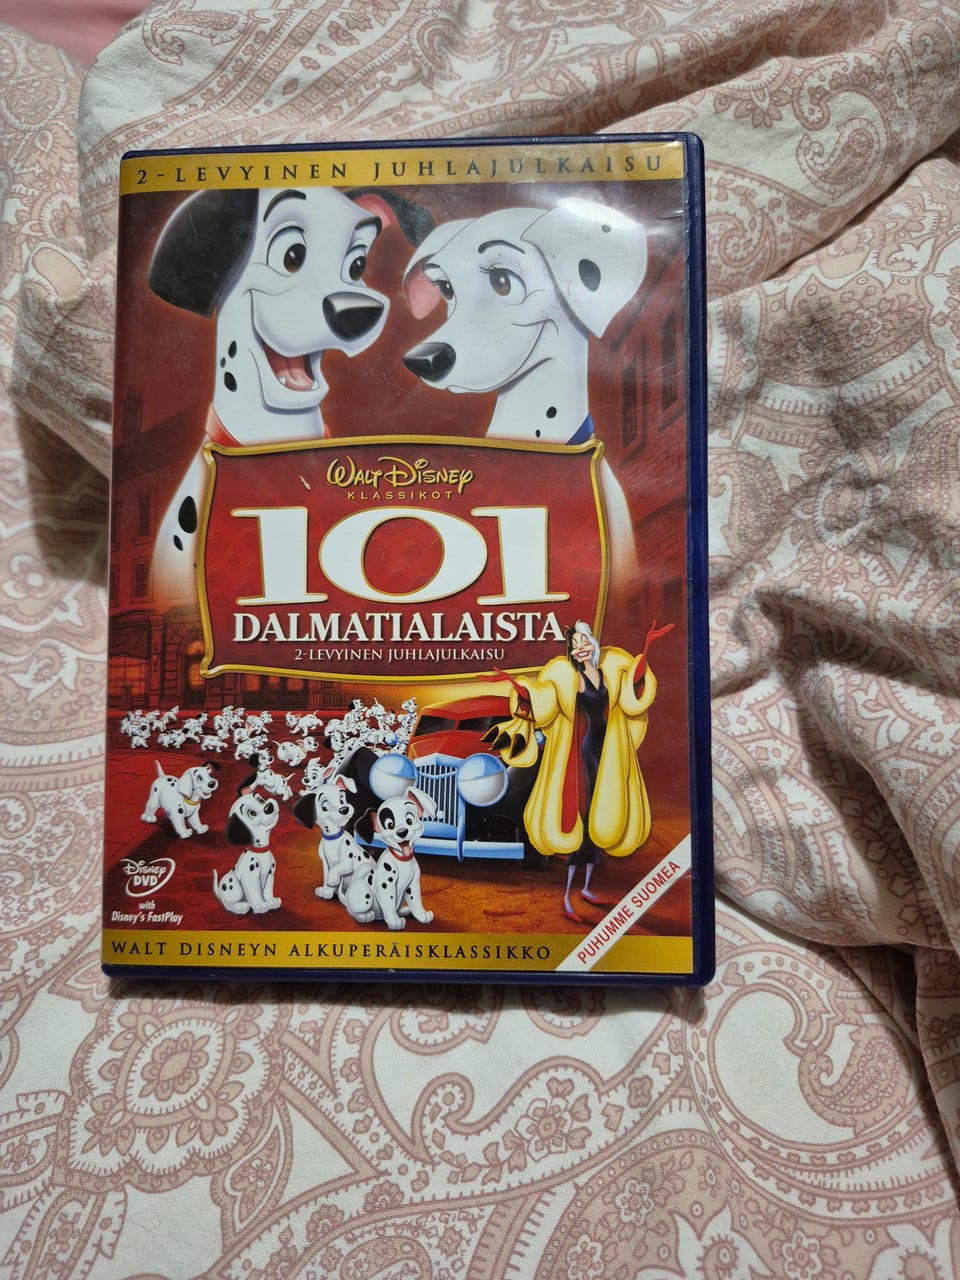 2-LEVYINEN JUHLAJULKAISU
WALT DISNEY
KLASSIKOT
101
DALMATIALAISTA
2-LEVYINEN JUHLAJULKAISU
Disney
DVD
with
Disney's FastPlay
PUHUMME SUOMEA
WALT DISNEYN ALKUPERÄISKLASSIKKO